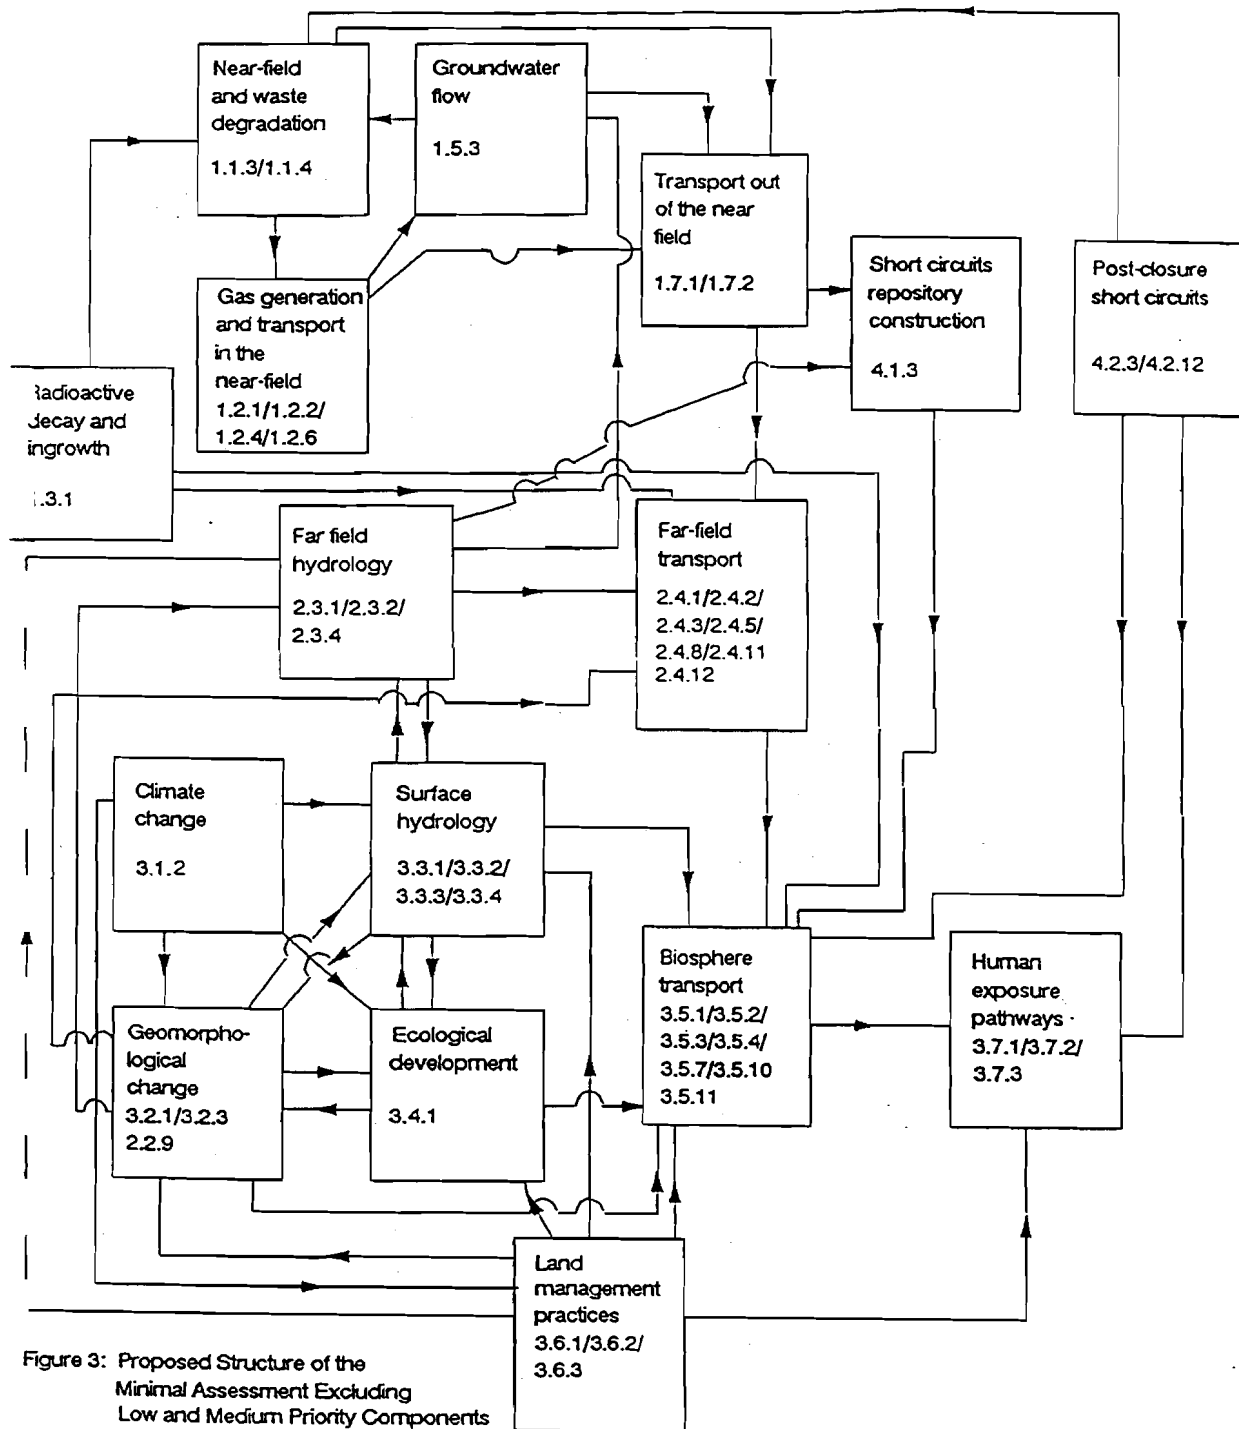 Near-field
and waste
degradation
1.1.3/1.1.4
Groundwater
flow
1.5.3
Transport out
of the near
field
1.7.1/1.7.2
Short circuits
repository
construction
4.1.3
Post-closure
short circuits
4.2.3/4.2.12
Gas generation
and transport
in the
near-field
1.2.1/1.2.2/
1.2.4/1.2.6
Radioactive
decay and
ingrowth
1.3.1
Far field
hydrology
2.3.1/2.3.2/
2.3.4
Far-field
transport
2.4.1/2.4.2/
2.4.3/2.4.5/
2.4.8/2.4.11
2.4.12
Climate
change
3.1.2
Surface
hydrology
3.3.1/3.3.2/
3.3.3/3.3.4
Geomorpho-
logical
change
3.2.1/3.2.3
2.2.9
Ecological
development
3.4.1
Biosphere
transport
3.5.1/3.5.2/
3.5.3/3.5.4/
3.5.7/3.5.10
3.5.11
Human
exposure
pathways
3.7.1/3.7.2/
3.7.3
Land
management
practices
3.6.1/3.6.2/
3.6.3
Figure 3: Proposed Structure of the
Minimal Assessment Excluding
Low and Medium Priority Components